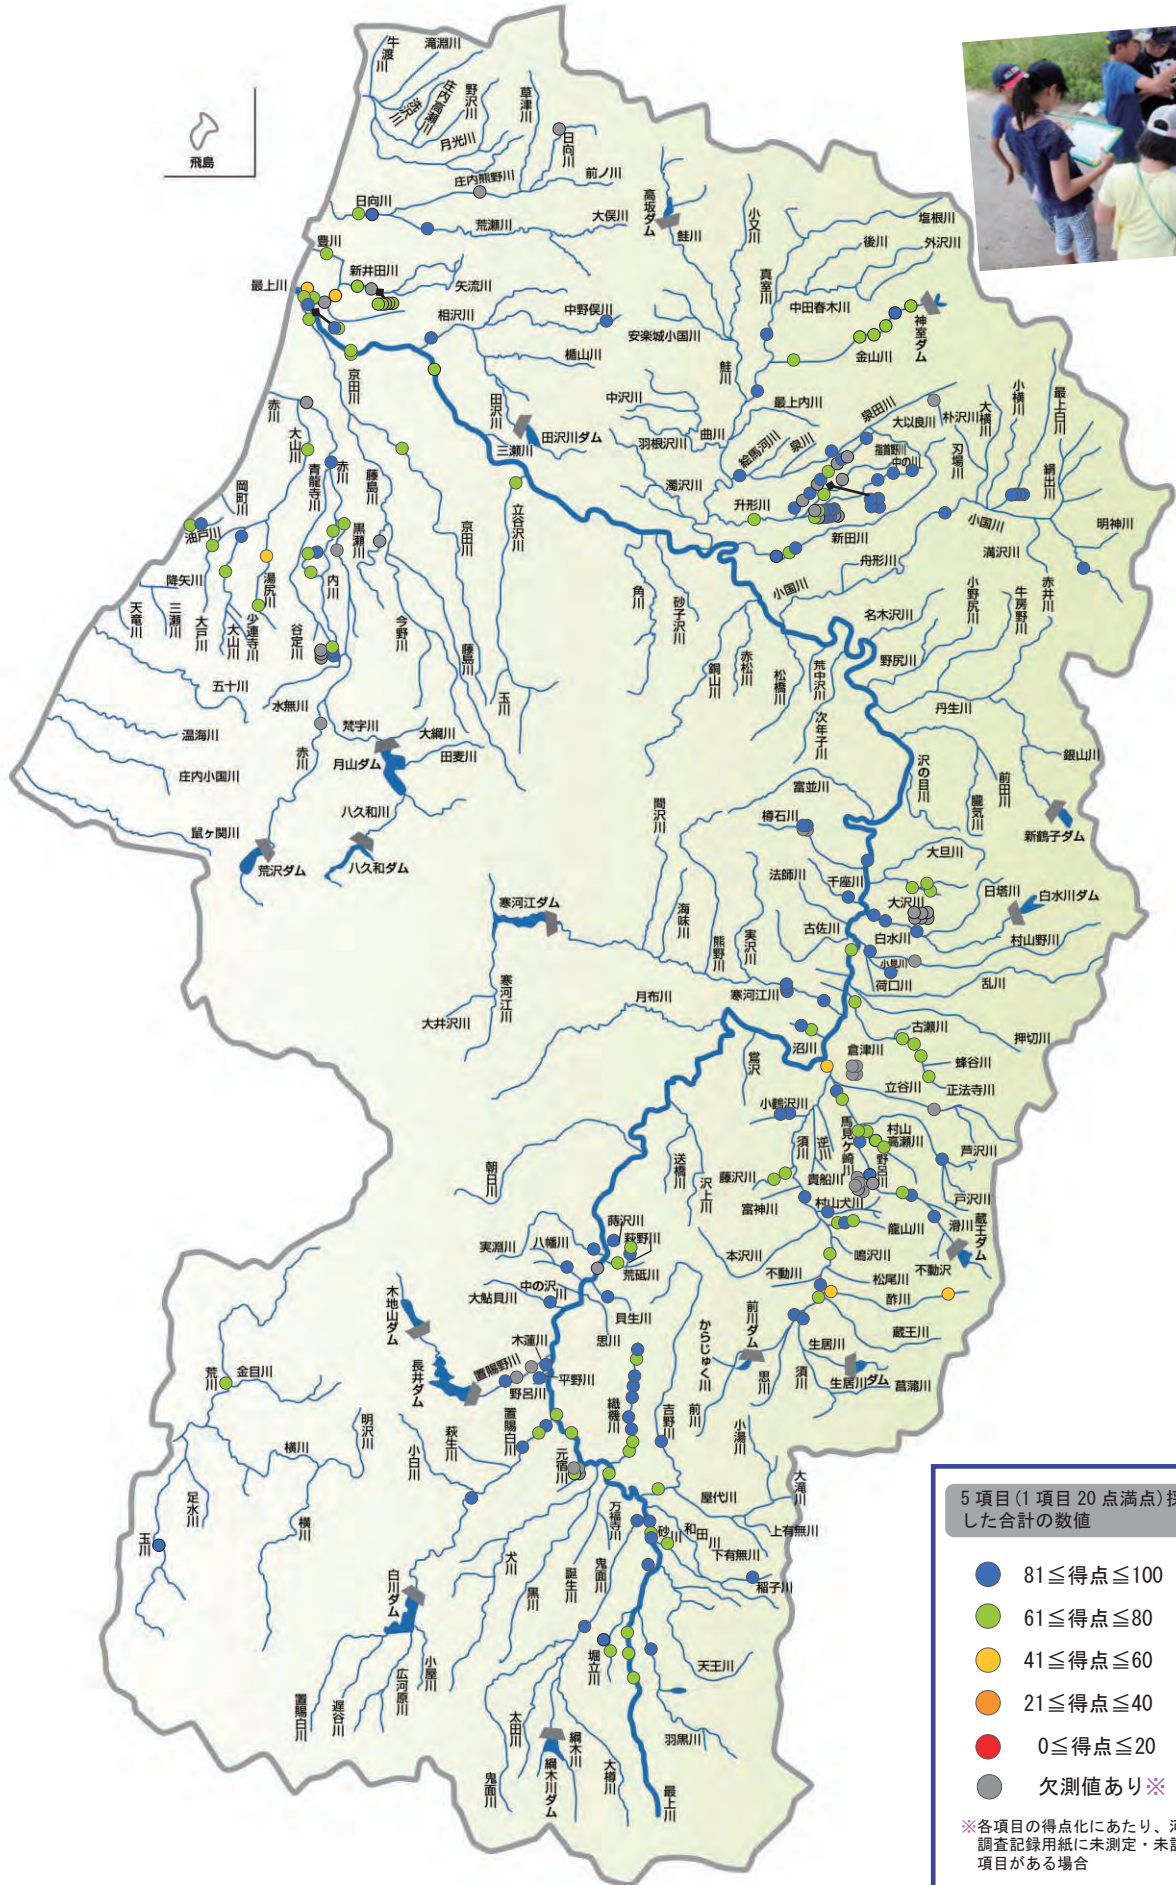 牛渡川
滝淵川
洗沢川
庄内高瀬川
野沢川
草津川
月光川
日向川
飛島
庄内熊野川
前ノ川
日向川
荒瀬川
大俣川
高坂ダム
鮭川
小又川
真室川
塩根川
後川
外沢川
豊川
新井田川
矢流川
最上川
相沢川
中野俣川
安楽城小国川
中田春木川
神室ダム
金山川
楯山川
京田川
鮭川
最上内川
中沢川
曲川
羽根沢川
田沢川
田沢川ダム
三瀬川
絵馬河川
泉川
泉田川
大以良川
朴沢川
大横川
小横川
最上白川
指首野川
中の川
刃場川
絹出川
濁沢川
升形川
新田川
小国川
明神川
満沢川
舟形川
赤川
大山川
青龍寺川
赤川
藤島川
岡町川
油戸川
黒瀬川
京田川
立谷沢川
降矢川
湯尻川
内川
天竜川
三瀬川
大戸川
大山川
少連寺川
谷定川
今野川
藤島川
玉川
角川
砂子沢川
小国川
銅山川
赤松川
松橋川
荒中沢川
次年子川
名木沢川
小野尻川
牛房野川
赤井川
野尻川
丹生川
五十川
水無川
温海川
梵字川
大綱川
月山ダム
田麦川
庄内小国川
赤川
八久和川
鼠ヶ関川
荒沢ダム
八久和ダム
富並川
間沢川
樽石川
沢の目川
朧気川
前田川
銀山川
新鶴子ダム
大旦川
法師川
千座川
大沢川
日塔川
白水川ダム
寒河江ダム
海味川
熊野川
実沢川
古佐川
白水川
村山野川
小見川
荷口川
乱川
寒河江川
大井沢川
月布川
寒河江川
押切川
古瀬川
沼川
倉津川
蜂谷川
正法寺川
立谷川
當沢
小鶴沢川
馬見ケ崎川
村山高瀬川
須川
逆川
野呂川
芦沢川
朝日川
送橋川
沢上川
藤沢川
貴船川
戸沢川
富神川
村山犬川
龍山川
滑川
蔵王ダム
蒔沢川
萩野川
実淵川
八幡川
荒砥川
本沢川
鳴沢川
不動沢
不動川
松尾川
酢川
中の沢川
大鮎貝川
貝生川
木地山ダム
思川
前川ダム
蔵王川
木蓮川
からじゅく川
生居川
金目川
荒川
長井ダム
置賜野川
平野川
野呂川
思川
須川
生居川ダム
菖蒲川
織機川
吉野川
前川
小湯川
明沢川
萩生川
置賜白川
小白川
元宿川
大滝川
横川
屋代川
足水川
万福寺川
砂川
和田川
上有無川
横川
下有無川
玉川
犬川
黒川
誕生川
鬼面川
稲子川
白川ダム
堀立川
天王川
小屋川
広河原川
遅谷川
置賜白川
太田川
綱木川
羽黒川
鬼面川
綱木川ダム
大樽川
最上川
5項目(1項目20点満点)採
した合計の数値
81≦得点≦100
61≦得点≦80
41≦得点≦60
21≦得点≦40
0≦得点≦20
欠測値あり※
※各項目の得点化にあたり、
調査記録用紙に未測定・未
項目がある場合